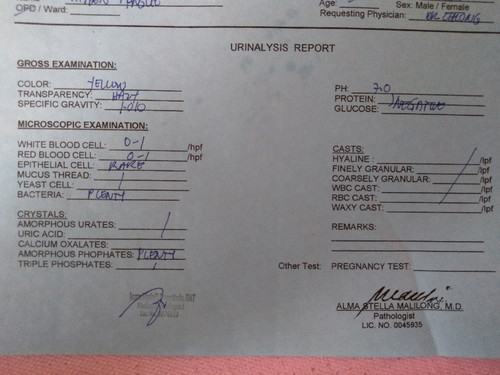 OPD / Ward:
Age:
Sex: Male / Female
Requesting Physician: DR CHIONG
URINALYSIS REPORT
GROSS EXAMINATION:
COLOR: YELLOW
TRANSPARENCY: HAZY
SPECIFIC GRAVITY: 1.010
PH: 7.0
PROTEIN:
GLUCOSE: NEGATIVE
MICROSCOPIC EXAMINATION:
WHITE BLOOD CELL: 0-1 /hpf
RED BLOOD CELL: 0-1 /hpf
EPITHELIAL CELL: RARE
MUCUS THREAD:
YEAST CELL:
BACTERIA: PLENTY
CASTS:
HYALINE : /lpf
FINELY GRANULAR: /lpf
COARSELY GRANULAR: /lpf
WBC CAST: /lpf
RBC CAST: /lpf
WAXY CAST: /lpf
CRYSTALS:
AMORPHOUS URATES:
URIC ACID:
CALCIUM OXALATES:
AMORPHOUS PHOPHATES: PLENTY
TRIPLE PHOSPHATES:
REMARKS:
Other Test: PREGNANCY TEST:
ALMA STELLA MALILONG, M.D.
Pathologist
LIC. NO. 0045935